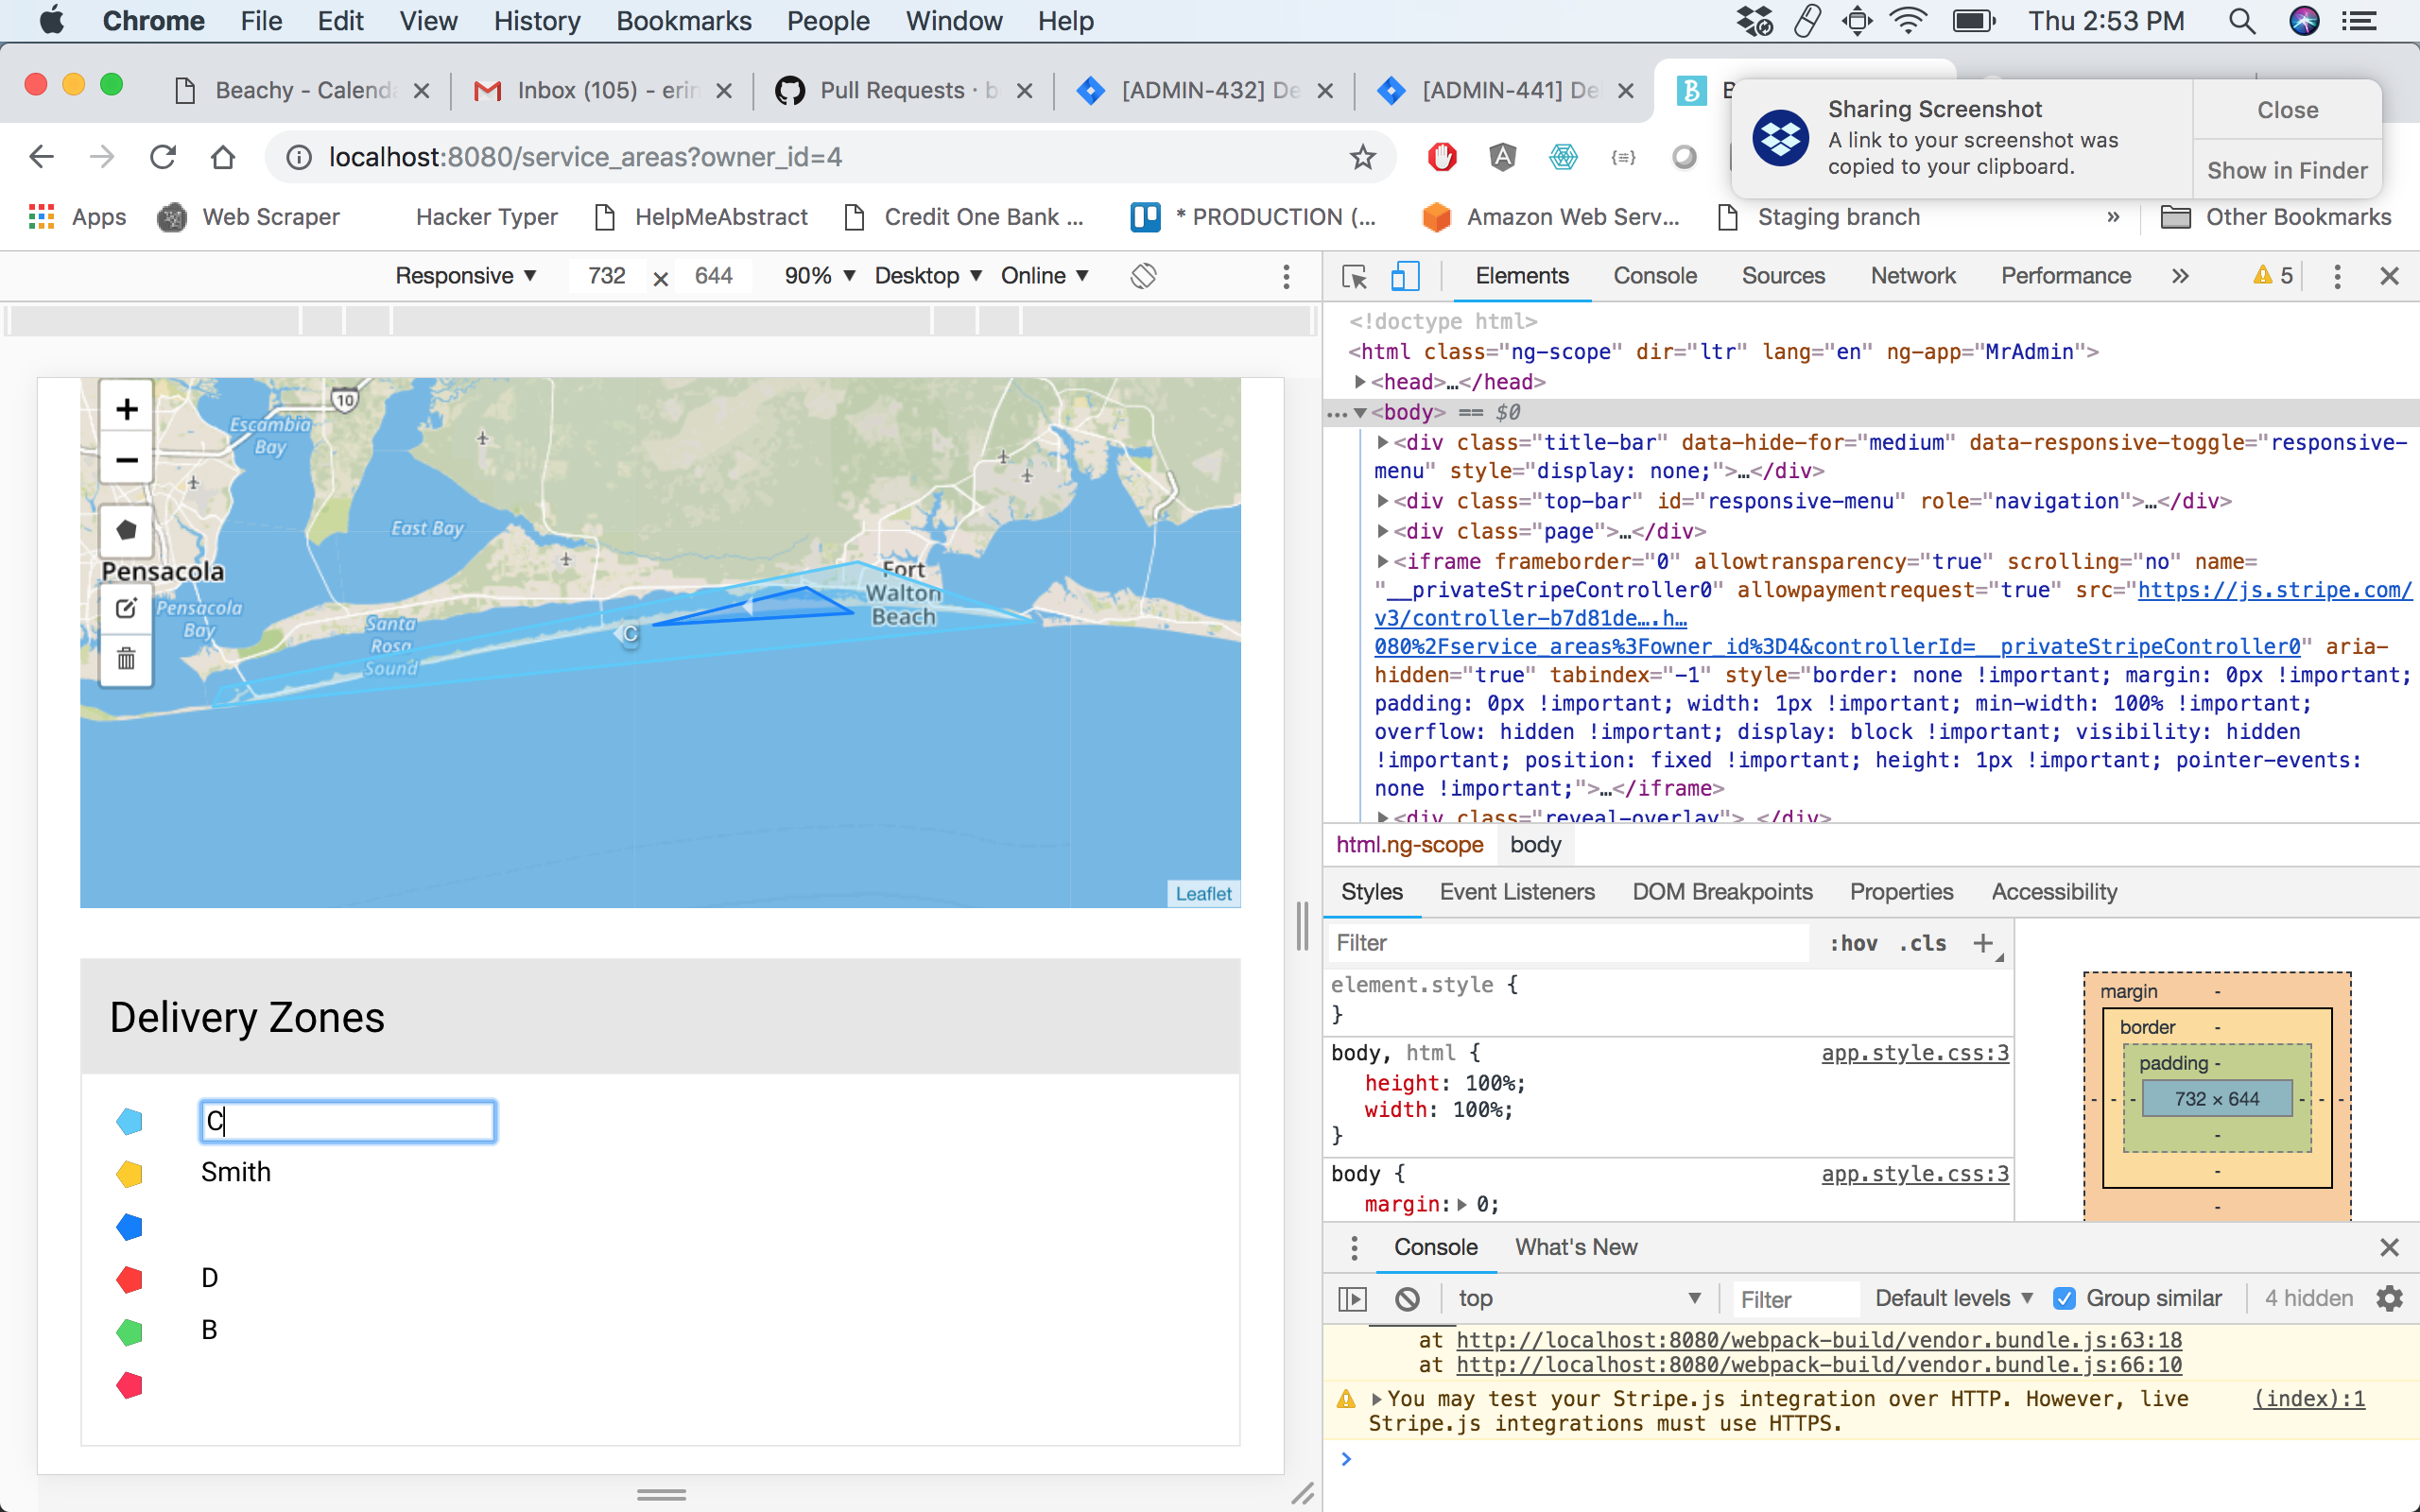 Chrome File Edit View History Bookmarks People Window Help Thu 2:53 PM
Beachy - Calenda
Inbox (105) - erin
Pull Requests · b
[ADMIN-432] De
[ADMIN-441] De
Sharing Screenshot
A link to your screenshot was
copied to your clipboard.
Close
Show in Finder
localhost:8080/service_areas?owner_id=4
Apps Web Scraper Hacker Typer HelpMeAbstract Credit One Bank ... * PRODUCTION (... Amazon Web Serv... Staging branch » Other Bookmarks
Responsive ▼ 732 × 644 90% ▼ Desktop ▼ Online ▼
+
−
10
Escambia
Bay
East Bay
Pensacola
Pensacola
Bay
Santa
Rosa
Sound
Fort
Walton
Beach
C
Leaflet
Delivery Zones
C
Smith
D
B
Elements Console Sources Network Performance » 5
<!doctype html>
<html class="ng-scope" dir="ltr" lang="en" ng-app="MrAdmin">
▶<head>…</head>
…▼<body> == $0
▶<div class="title-bar" data-hide-for="medium" data-responsive-toggle="responsive-
menu" style="display: none;">…</div>
▶<div class="top-bar" id="responsive-menu" role="navigation">…</div>
▶<div class="page">…</div>
▶<iframe frameborder="0" allowtransparency="true" scrolling="no" name=
"__privateStripeController0" allowpaymentrequest="true" src="https://js.stripe.com/
v3/controller-b7d81de….h…
080%2Fservice_areas%3Fowner_id%3D4&controllerId=__privateStripeController0" aria-
hidden="true" tabindex="-1" style="border: none !important; margin: 0px !important;
padding: 0px !important; width: 1px !important; min-width: 100% !important;
overflow: hidden !important; display: block !important; visibility: hidden
!important; position: fixed !important; height: 1px !important; pointer-events:
none !important;">…</iframe>
▶<div class="reveal-overlay"> </div>
html.ng-scope body
Styles Event Listeners DOM Breakpoints Properties Accessibility
Filter :hov .cls +
element.style {
}
body, html { app.style.css:3
height: 100%;
width: 100%;
}
body { app.style.css:3
margin:▶ 0;
margin -
border -
padding -
- - - 732 × 644 - - -
-
-
-
Console What's New
top ▼ Filter Default levels ▼ Group similar 4 hidden
at http://localhost:8080/webpack-build/vendor.bundle.js:63:18
at http://localhost:8080/webpack-build/vendor.bundle.js:66:10
▶You may test your Stripe.js integration over HTTP. However, live (index):1
Stripe.js integrations must use HTTPS.